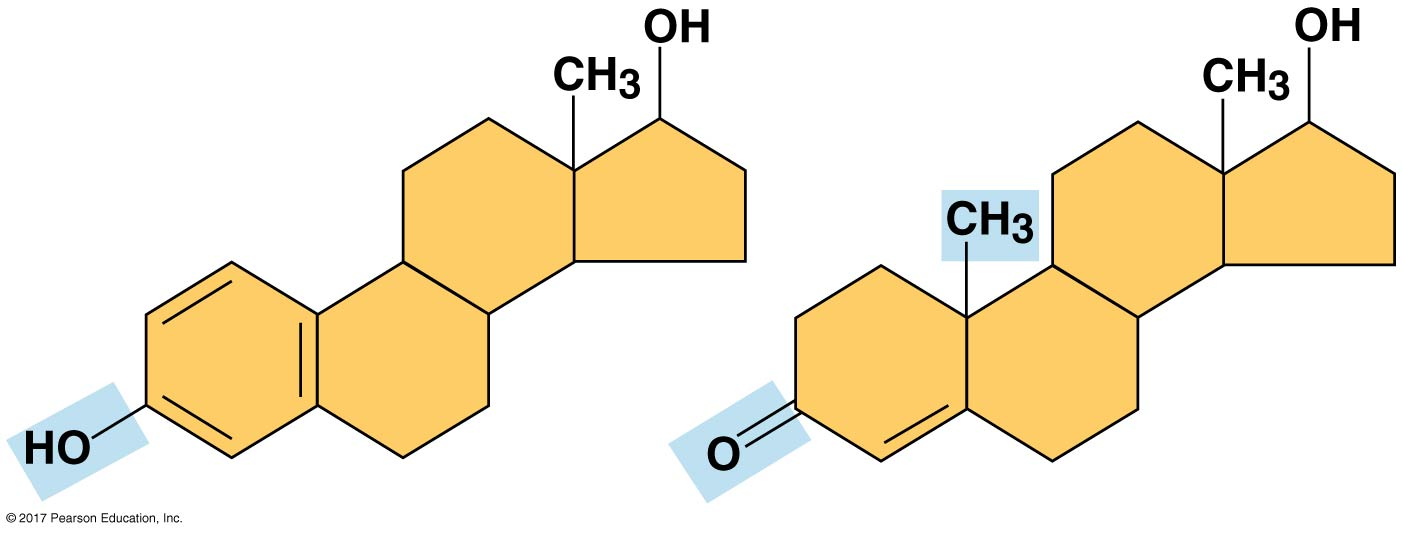 OH
CH3
HO
OH
CH3
CH3
O
© 2017 Pearson Education, Inc.